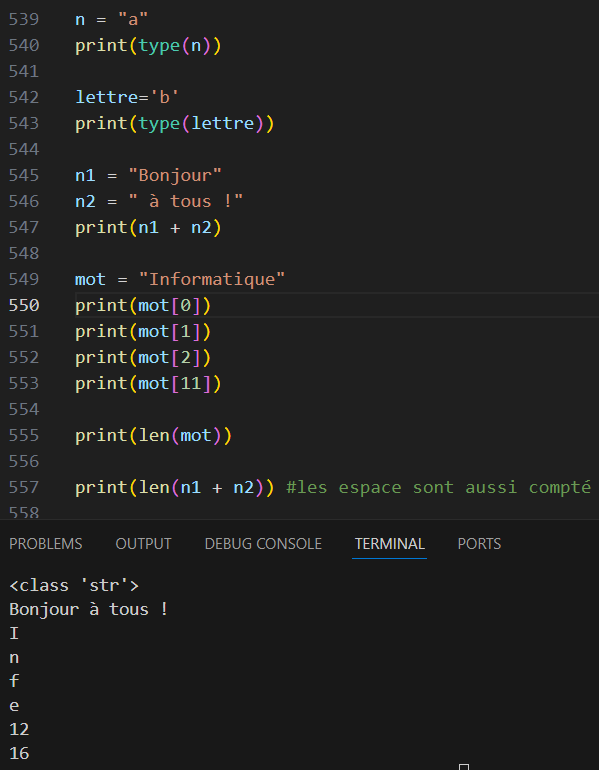 539 n = "a"
540 print(type(n))
541
542 lettre='b'
543 print(type(lettre))
544
545 n1 = "Bonjour"
546 n2 = " à tous !"
547 print(n1 + n2)
548
549 mot = "Informatique"
550 print(mot[0])
551 print(mot[1])
552 print(mot[2])
553 print(mot[11])
554
555 print(len(mot))
556
557 print(len(n1 + n2)) #les espace sont aussi compté
558
PROBLEMS OUTPUT DEBUG CONSOLE TERMINAL PORTS
<class 'str'>
Bonjour à tous !
I
n
f
e
12
16